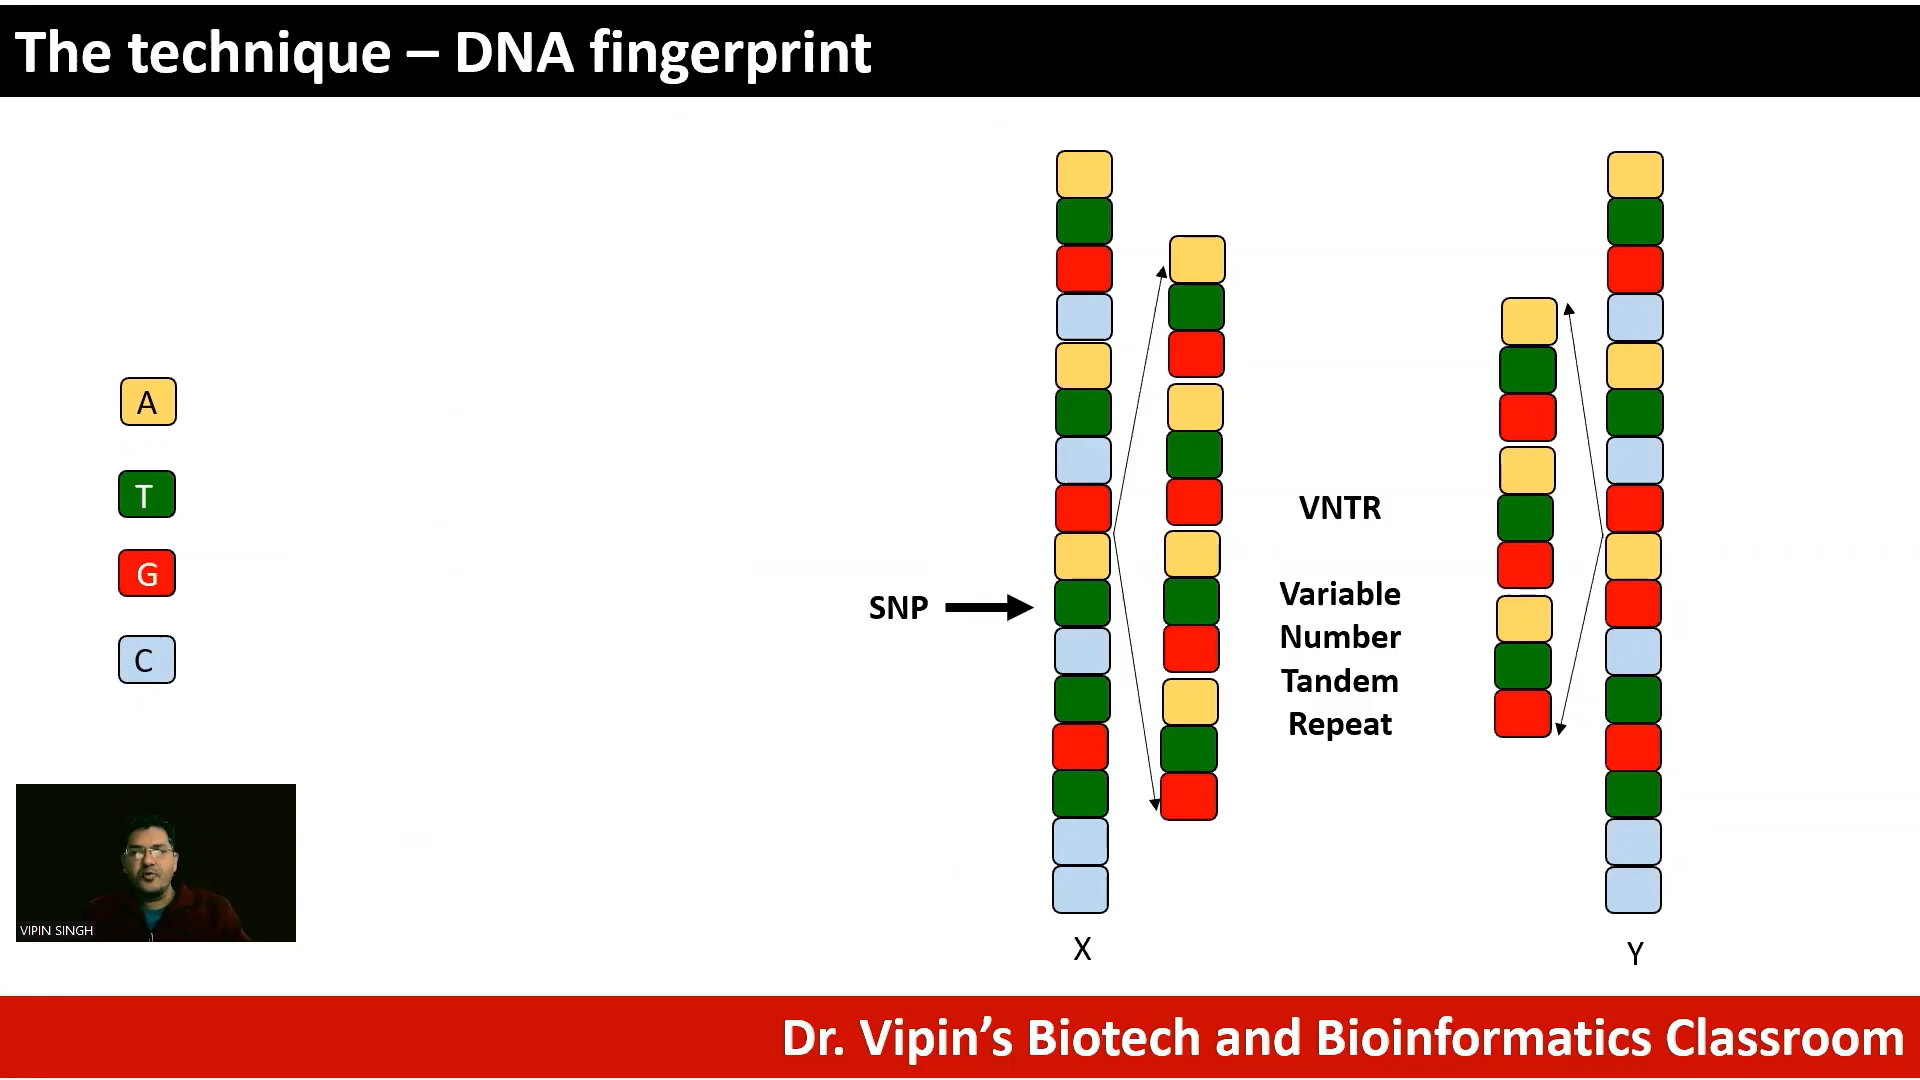 The technique – DNA fingerprint
A
T
G
C
SNP
VNTR
Variable
Number
Tandem
Repeat
X
Y
VIPIN SINGH
Dr. Vipin’s Biotech and Bioinformatics Classroom